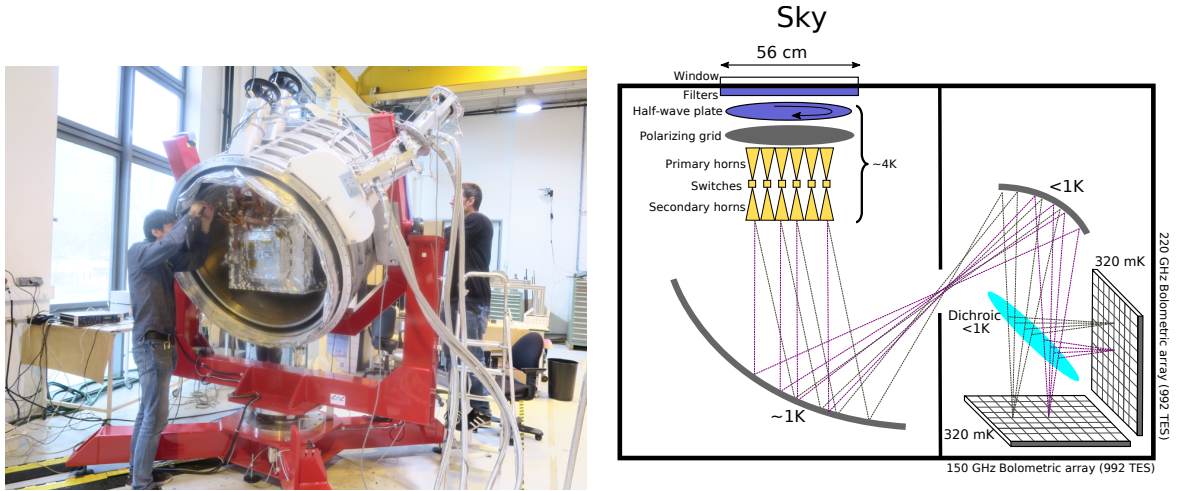 Sky
56 cm
Window
Filters
Half-wave plate
Polarizing grid
Primary horns
Switches
Secondary horns
~4K
<1K
320 mK
Dichroic
<1K
~1K
320 mK
220 GHz Bolometric array (992 TES)
150 GHz Bolometric array (992 TES)